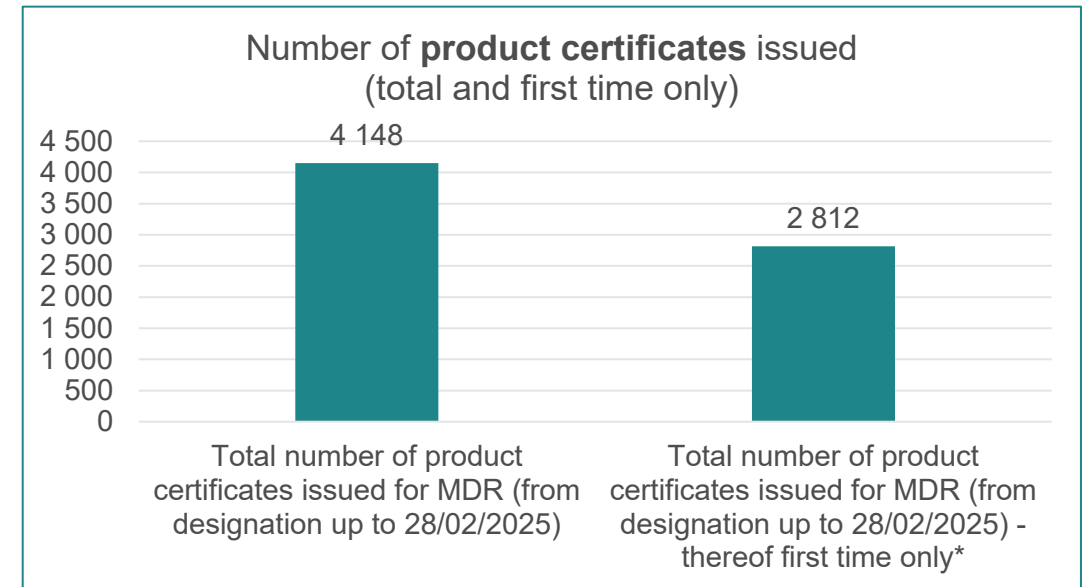 Number of product certificates issued
(total and first time only)
4 500
4 000
3 500
3 000
2 500
2 000
1 500
1 000
500
0
4 148
2 812
Total number of product
certificates issued for MDR (from
designation up to 28/02/2025)
Total number of product
certificates issued for MDR (from
designation up to 28/02/2025) -
thereof first time only*